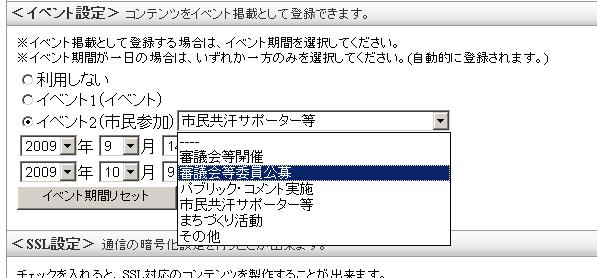 ＜イベント設定＞ コンテンツをイベント掲載として登録できます。
※イベント掲載として登録する場合は、イベント期間を選択してください。
※イベント期間が一日の場合は、いずれか一方のみを選択してください。(自動的に登録されます。)
利用しない
イベント1(イベント)
イベント2(市民参加) 市民共汗サポーター等
----
2009 年 9 月 14
審議会等開催
審議会等委員公募
2009 年 10 月 9
パブリック・コメント実施
イベント期間リセット
市民共汗サポーター等
まちづくり活動
その他
＜SSL設定＞ 通信の暗号化設定を行うことが出来ます。
チェックを入れると、SSL対応のコンテンツを製作することが出来ます。